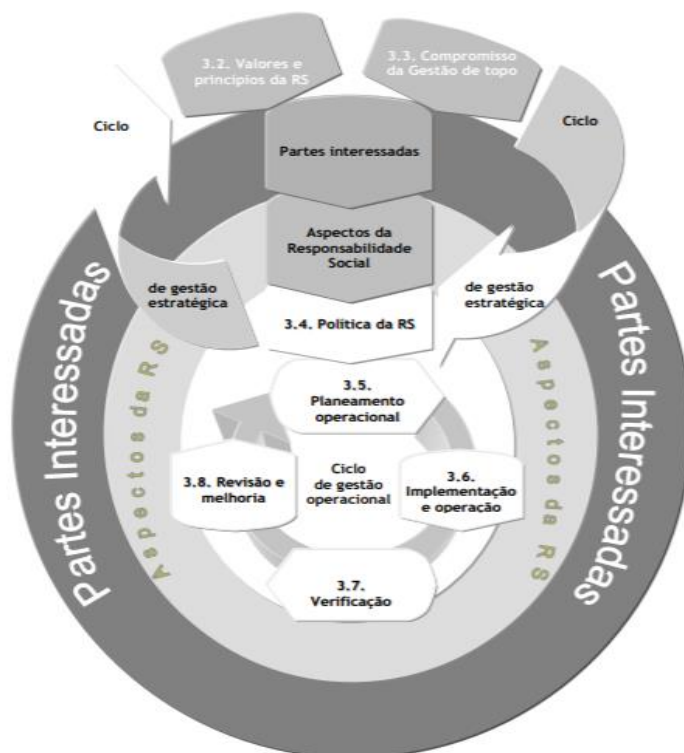 3.2. Valores e
princípios da RS
3.3. Compromisso
da Gestão de topo
Ciclo
Ciclo
Partes interessadas
Aspectos da
Responsabilidade
Social
de gestão
estratégica
de gestão
estratégica
3.4. Política da RS
Partes Interessadas
Aspectos da RS
Aspectos da RS
Partes Interessadas
3.5.
Planeamento
operacional
3.8. Revisão e
melhoria
Ciclo
de gestão
operacional
3.6.
Implementação
e operação
3.7.
Verificação